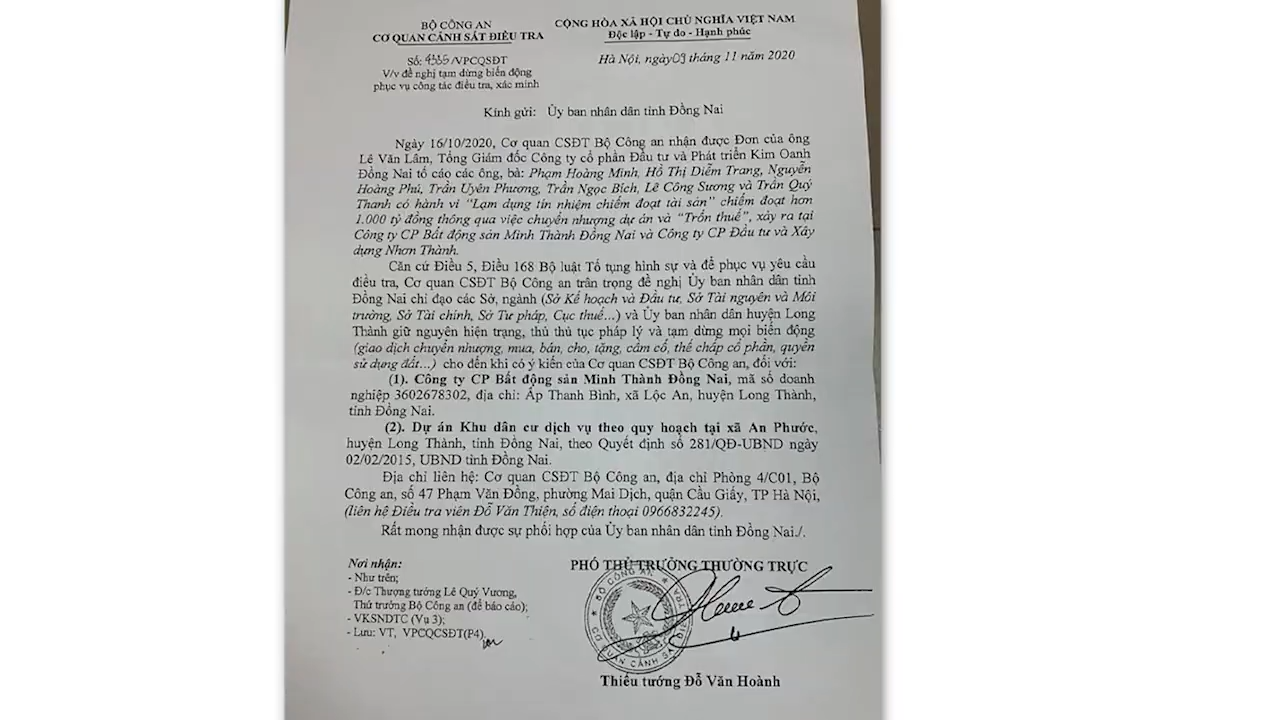 BỘ CÔNG AN
CƠ QUAN CẢNH SÁT ĐIỀU TRA
CỘNG HÒA XÃ HỘI CHỦ NGHĨA VIỆT NAM
Độc lập - Tự do - Hạnh phúc
Số: /VPCQSĐT
V/v đề nghị tạm dừng biến động
phục vụ công tác điều tra, xác minh
Hà Nội, ngày 09 tháng 11 năm 2020
Kính gửi: Ủy ban nhân dân tỉnh Đồng Nai
Ngày 16/10/2020, Cơ quan CSĐT Bộ Công an nhận được Đơn của ông
Lê Văn Lâm, Tổng Giám đốc Công ty cổ phần Đầu tư và Phát triển Kim Oanh
Đồng Nai tố cáo các ông, bà: Phạm Hoàng Minh, Hồ Thị Diễm Trang, Nguyễn
Hoàng Phú, Trần Uyên Phương, Trần Ngọc Bích, Lê Công Sương và Trần Quý
Thanh có hành vi "Lạm dụng tín nhiệm chiếm đoạt tài sản" chiếm đoạt hơn
1.000 tỷ đồng thông qua việc chuyển nhượng dự án và "Trốn thuế", xảy ra tại
Công ty CP Bất động sản Minh Thành Đồng Nai và Công ty CP Đầu tư và Xây
dựng Nhơn Thành.
Căn cứ Điều 5, Điều 168 Bộ luật Tố tụng hình sự và để phục vụ yêu cầu
điều tra, Cơ quan CSĐT Bộ Công an trân trọng đề nghị Ủy ban nhân dân tỉnh
Đồng Nai chỉ đạo các Sở, ngành (Sở Kế hoạch và Đầu tư, Sở Tài nguyên và Môi
trường, Sở Tài chính, Sở Tư pháp, Cục thuế...) và Ủy ban nhân dân huyện Long
Thành giữ nguyên hiện trạng, thủ thủ tục pháp lý và tạm dừng mọi biến động
(giao dịch chuyển nhượng, mua, bán, cho, tặng, cầm cố, thế chấp cổ phần, quyền
sử dụng đất...) cho đến khi có ý kiến của Cơ quan CSĐT Bộ Công an, đối với:
(1). Công ty CP Bất động sản Minh Thành Đồng Nai, mã số doanh
nghiệp 3602678302, địa chỉ: Ấp Thanh Bình, xã Lộc An, huyện Long Thành,
tỉnh Đồng Nai.
(2). Dự án Khu dân cư dịch vụ theo quy hoạch tại xã An Phước,
huyện Long Thành, tỉnh Đồng Nai, theo Quyết định số 281/QĐ-UBND ngày
02/02/2015, UBND tỉnh Đồng Nai.
Địa chỉ liên hệ: Cơ quan CSĐT Bộ Công an, địa chỉ Phòng 4/C01, Bộ
Công an, số 47 Phạm Văn Đồng, phường Mai Dịch, quận Cầu Giấy, TP Hà Nội,
(liên hệ Điều tra viên Đỗ Văn Thiện, số điện thoại 0966832245).
Rất mong nhận được sự phối hợp của Ủy ban nhân dân tỉnh Đồng Nai./.
Nơi nhận:
- Như trên;
- Đ/c Thượng tướng Lê Quý Vương,
Thứ trưởng Bộ Công an (để báo cáo);
- VKSNDTC (Vụ 3);
- Lưu: VT, VPCQCSĐT(P4).
PHÓ THỦ TRƯỞNG THƯỜNG TRỰC
BỘ CÔNG AN
CƠ QUAN CẢNH SÁT ĐIỀU TRA
Thiếu tướng Đỗ Văn Hoành